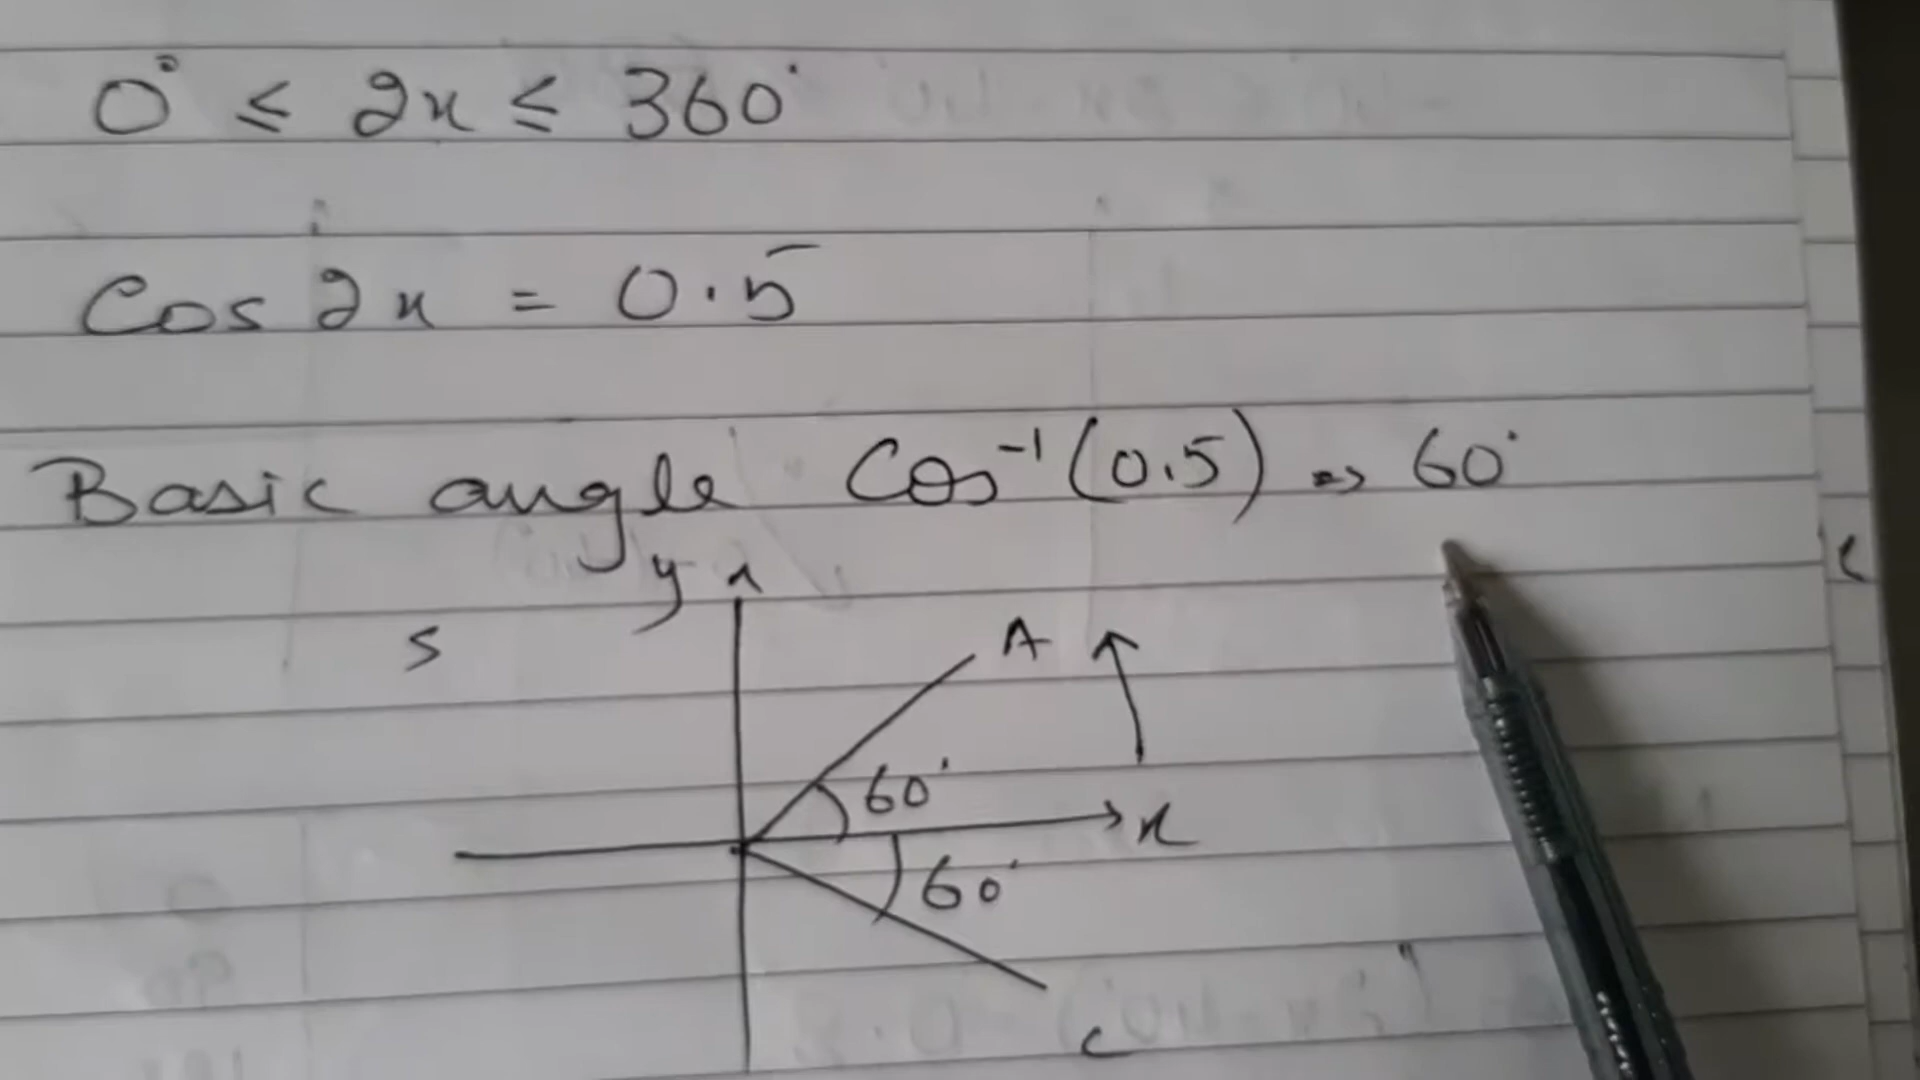 0° ≤ 2x ≤ 360°
Cos 2x = 0.5
Basic angle Cos⁻¹(0.5) ⇒ 60°
y
S
A
60°
x
60°
C